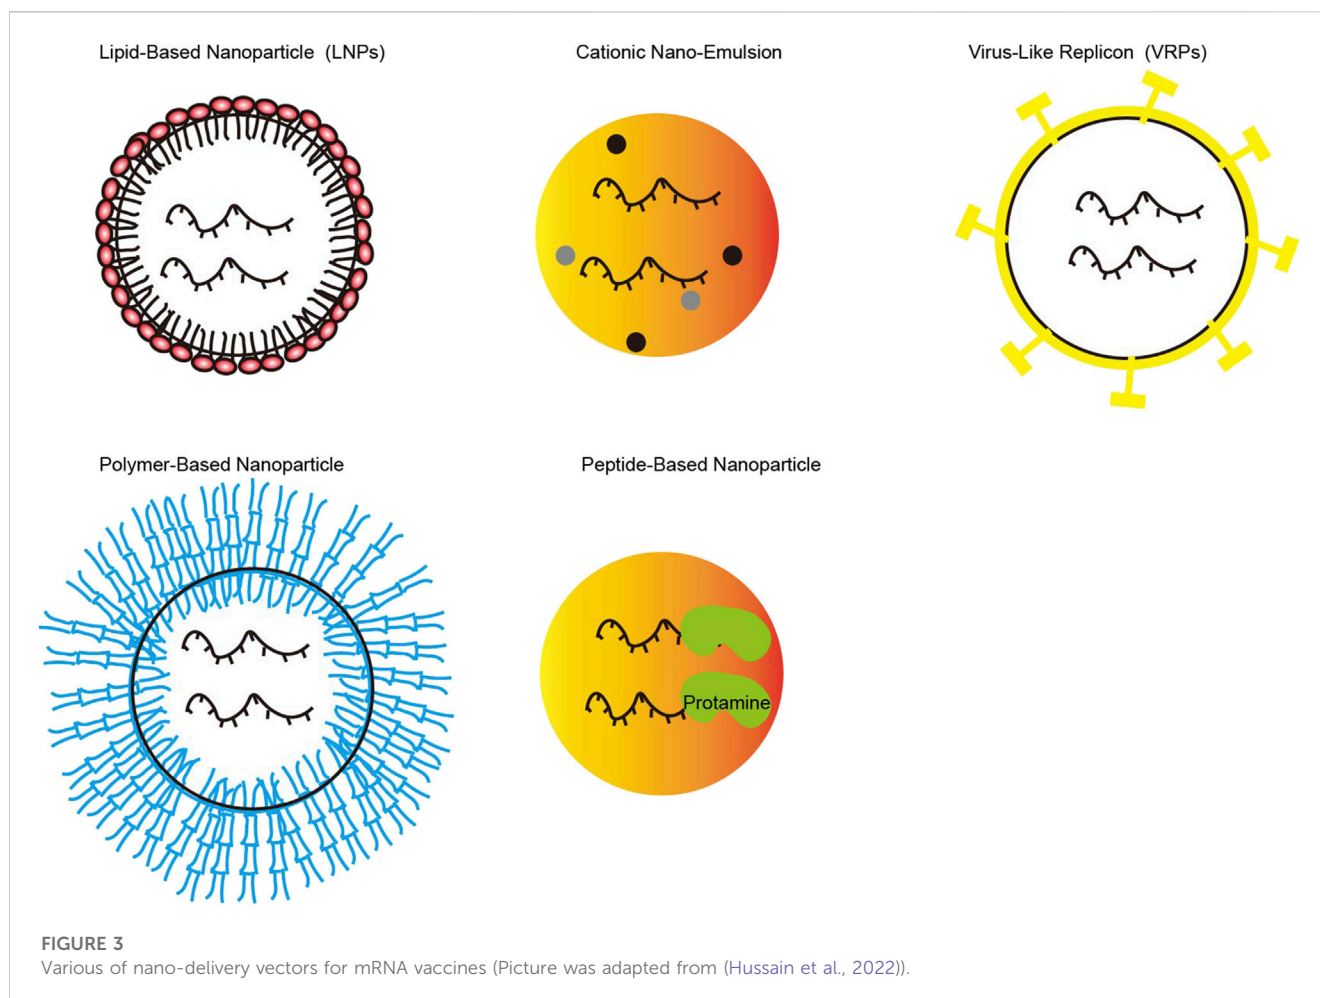 Lipid-Based Nanoparticle (LNPs)
Cationic Nano-Emulsion
Virus-Like Replicon (VRPs)
Polymer-Based Nanoparticle
Peptide-Based Nanoparticle
Protamine
FIGURE 3
Various of nano-delivery vectors for mRNA vaccines (Picture was adapted from (Hussain et al., 2022)).